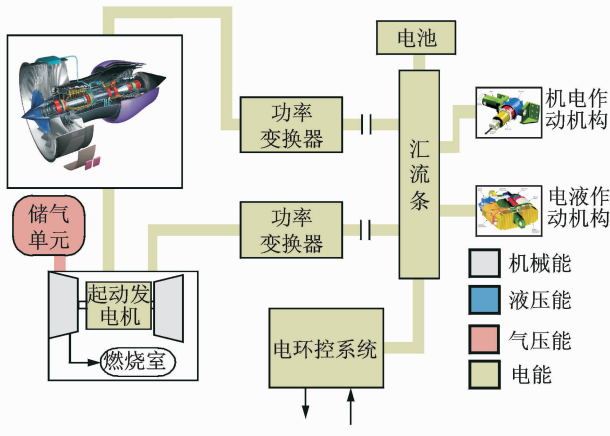 电池
功率
变换器
汇
流
条
机电作
动机构
储气
单元
功率
变换器
电液作
动机构
起动发
电机
燃烧室
电环控系统
机械能
液压能
气压能
电能